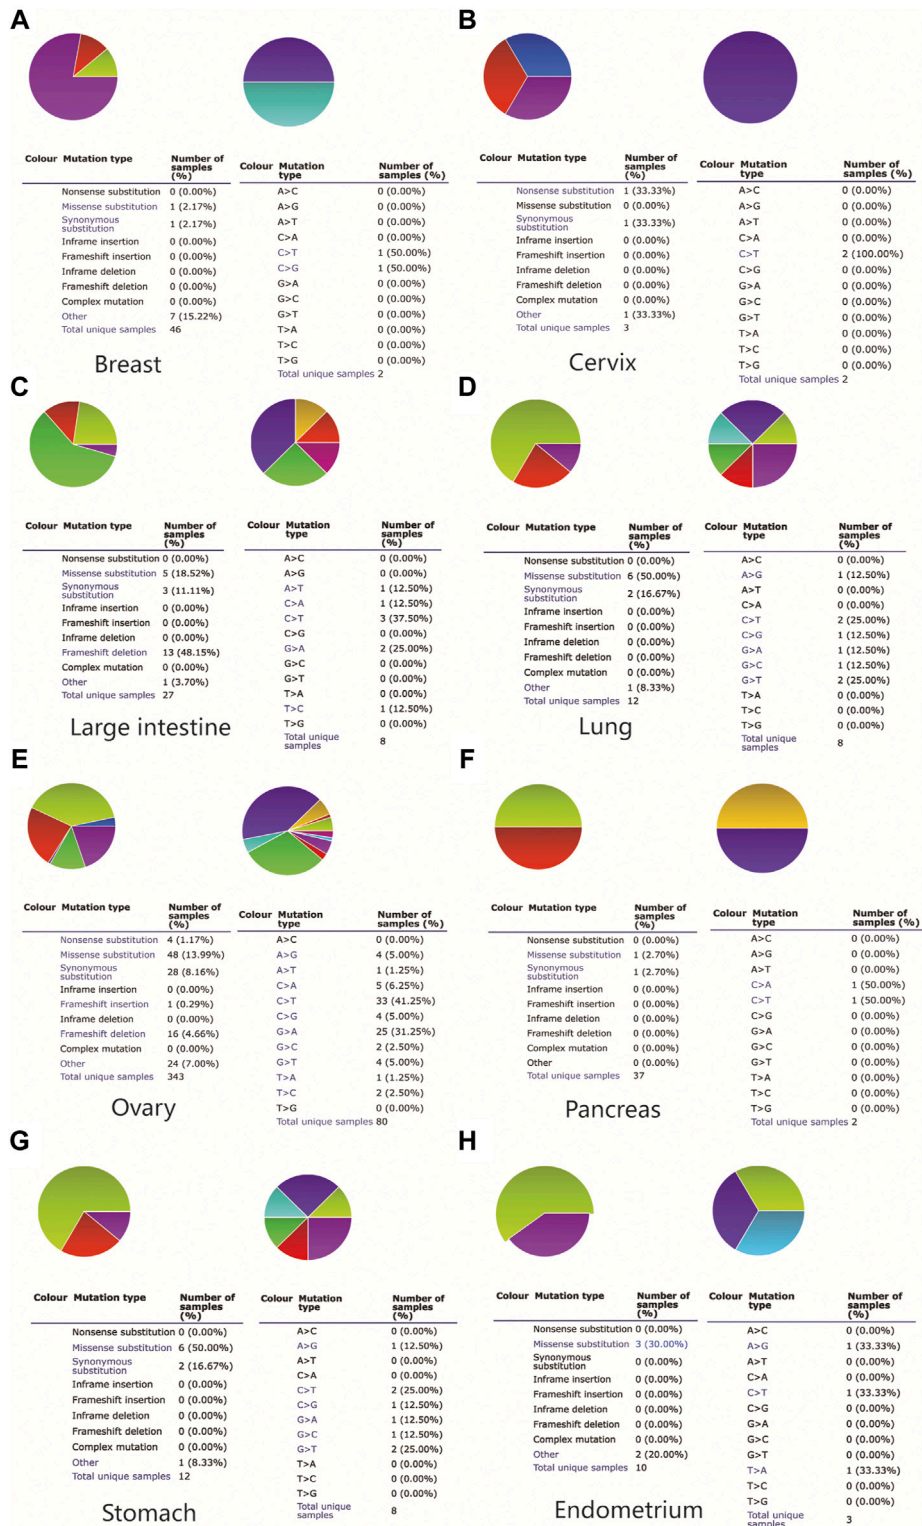 A
Colour Mutation type Number of
samples
(%)
Nonsense substitution 0 (0.00%)
Missense substitution 1 (2.17%)
Synonymous
substitution 1 (2.17%)
Inframe insertion 0 (0.00%)
Frameshift insertion 0 (0.00%)
Inframe deletion 0 (0.00%)
Frameshift deletion 0 (0.00%)
Complex mutation 0 (0.00%)
Other 7 (15.22%)
Total unique samples 46
Colour Mutation
type Number of
samples (%)
A>C 0 (0.00%)
A>G 0 (0.00%)
A>T 0 (0.00%)
C>A 0 (0.00%)
C>T 1 (50.00%)
C>G 1 (50.00%)
G>A 0 (0.00%)
G>C 0 (0.00%)
G>T 0 (0.00%)
T>A 0 (0.00%)
T>C 0 (0.00%)
T>G 0 (0.00%)
Total unique samples 2
Breast
B
Colour Mutation type Number of
samples
(%)
Nonsense substitution 1 (33.33%)
Missense substitution 0 (0.00%)
Synonymous
substitution 1 (33.33%)
Inframe insertion 0 (0.00%)
Frameshift insertion 0 (0.00%)
Inframe deletion 0 (0.00%)
Frameshift deletion 0 (0.00%)
Complex mutation 0 (0.00%)
Other 1 (33.33%)
Total unique samples 3
Colour Mutation
type Number of
samples (%)
A>C 0 (0.00%)
A>G 0 (0.00%)
A>T 0 (0.00%)
C>A 0 (0.00%)
C>T 2 (100.00%)
C>G 0 (0.00%)
G>A 0 (0.00%)
G>C 0 (0.00%)
G>T 0 (0.00%)
T>A 0 (0.00%)
T>C 0 (0.00%)
T>G 0 (0.00%)
Total unique samples 2
Cervix
C
Colour Mutation type Number of
samples
(%)
Nonsense substitution 0 (0.00%)
Missense substitution 5 (18.52%)
Synonymous
substitution 3 (11.11%)
Inframe insertion 0 (0.00%)
Frameshift insertion 0 (0.00%)
Inframe deletion 0 (0.00%)
Frameshift deletion 13 (48.15%)
Complex mutation 0 (0.00%)
Other 1 (3.70%)
Total unique samples 27
Colour Mutation
type Number of
samples (%)
A>C 0 (0.00%)
A>G 0 (0.00%)
A>T 1 (12.50%)
C>A 1 (12.50%)
C>T 3 (37.50%)
C>G 0 (0.00%)
G>A 2 (25.00%)
G>C 0 (0.00%)
G>T 0 (0.00%)
T>A 0 (0.00%)
T>C 1 (12.50%)
T>G 0 (0.00%)
Total unique
samples 8
Large intestine
D
Colour Mutation type Number of
samples
(%)
Nonsense substitution 0 (0.00%)
Missense substitution 6 (50.00%)
Synonymous
substitution 2 (16.67%)
Inframe insertion 0 (0.00%)
Frameshift insertion 0 (0.00%)
Inframe deletion 0 (0.00%)
Frameshift deletion 0 (0.00%)
Complex mutation 0 (0.00%)
Other 1 (8.33%)
Total unique samples 12
Colour Mutation
type Number of
samples (%)
A>C 0 (0.00%)
A>G 1 (12.50%)
A>T 0 (0.00%)
C>A 0 (0.00%)
C>T 2 (25.00%)
C>G 1 (12.50%)
G>A 1 (12.50%)
G>C 1 (12.50%)
G>T 2 (25.00%)
T>A 0 (0.00%)
T>C 0 (0.00%)
T>G 0 (0.00%)
Total unique
samples 8
Lung
E
Colour Mutation type Number of
samples
(%)
Nonsense substitution 4 (1.17%)
Missense substitution 48 (13.99%)
Synonymous
substitution 28 (8.16%)
Inframe insertion 0 (0.00%)
Frameshift insertion 1 (0.29%)
Inframe deletion 0 (0.00%)
Frameshift deletion 16 (4.66%)
Complex mutation 0 (0.00%)
Other 24 (7.00%)
Total unique samples 343
Colour Mutation
type Number of
samples (%)
A>C 0 (0.00%)
A>G 4 (5.00%)
A>T 1 (1.25%)
C>A 5 (6.25%)
C>T 33 (41.25%)
C>G 4 (5.00%)
G>A 25 (31.25%)
G>C 2 (2.50%)
G>T 4 (5.00%)
T>A 1 (1.25%)
T>C 2 (2.50%)
T>G 0 (0.00%)
Total unique samples 80
Ovary
F
Colour Mutation type Number of
samples
(%)
Nonsense substitution 0 (0.00%)
Missense substitution 1 (2.70%)
Synonymous
substitution 1 (2.70%)
Inframe insertion 0 (0.00%)
Frameshift insertion 0 (0.00%)
Inframe deletion 0 (0.00%)
Frameshift deletion 0 (0.00%)
Complex mutation 0 (0.00%)
Other 0 (0.00%)
Total unique samples 37
Colour Mutation
type Number of
samples (%)
A>C 0 (0.00%)
A>G 0 (0.00%)
A>T 0 (0.00%)
C>A 1 (50.00%)
C>T 1 (50.00%)
C>G 0 (0.00%)
G>A 0 (0.00%)
G>C 0 (0.00%)
G>T 0 (0.00%)
T>A 0 (0.00%)
T>C 0 (0.00%)
T>G 0 (0.00%)
Total unique samples 2
Pancreas
G
Colour Mutation type Number of
samples
(%)
Nonsense substitution 0 (0.00%)
Missense substitution 6 (50.00%)
Synonymous
substitution 2 (16.67%)
Inframe insertion 0 (0.00%)
Frameshift insertion 0 (0.00%)
Inframe deletion 0 (0.00%)
Frameshift deletion 0 (0.00%)
Complex mutation 0 (0.00%)
Other 1 (8.33%)
Total unique samples 12
Colour Mutation
type Number of
samples (%)
A>C 0 (0.00%)
A>G 1 (12.50%)
A>T 0 (0.00%)
C>A 0 (0.00%)
C>T 2 (25.00%)
C>G 1 (12.50%)
G>A 1 (12.50%)
G>C 1 (12.50%)
G>T 2 (25.00%)
T>A 0 (0.00%)
T>C 0 (0.00%)
T>G 0 (0.00%)
Total unique
samples 8
Stomach
H
Colour Mutation type Number of
samples
(%)
Nonsense substitution 0 (0.00%)
Missense substitution 3 (30.00%)
Synonymous
substitution 0 (0.00%)
Inframe insertion 0 (0.00%)
Frameshift insertion 0 (0.00%)
Inframe deletion 0 (0.00%)
Frameshift deletion 0 (0.00%)
Complex mutation 0 (0.00%)
Other 2 (20.00%)
Total unique samples 10
Colour Mutation
type Number of
samples (%)
A>C 0 (0.00%)
A>G 1 (33.33%)
A>T 0 (0.00%)
C>A 0 (0.00%)
C>T 1 (33.33%)
C>G 0 (0.00%)
G>A 0 (0.00%)
G>C 0 (0.00%)
G>T 0 (0.00%)
T>A 1 (33.33%)
T>C 0 (0.00%)
T>G 0 (0.00%)
Total unique
samples 3
Endometrium